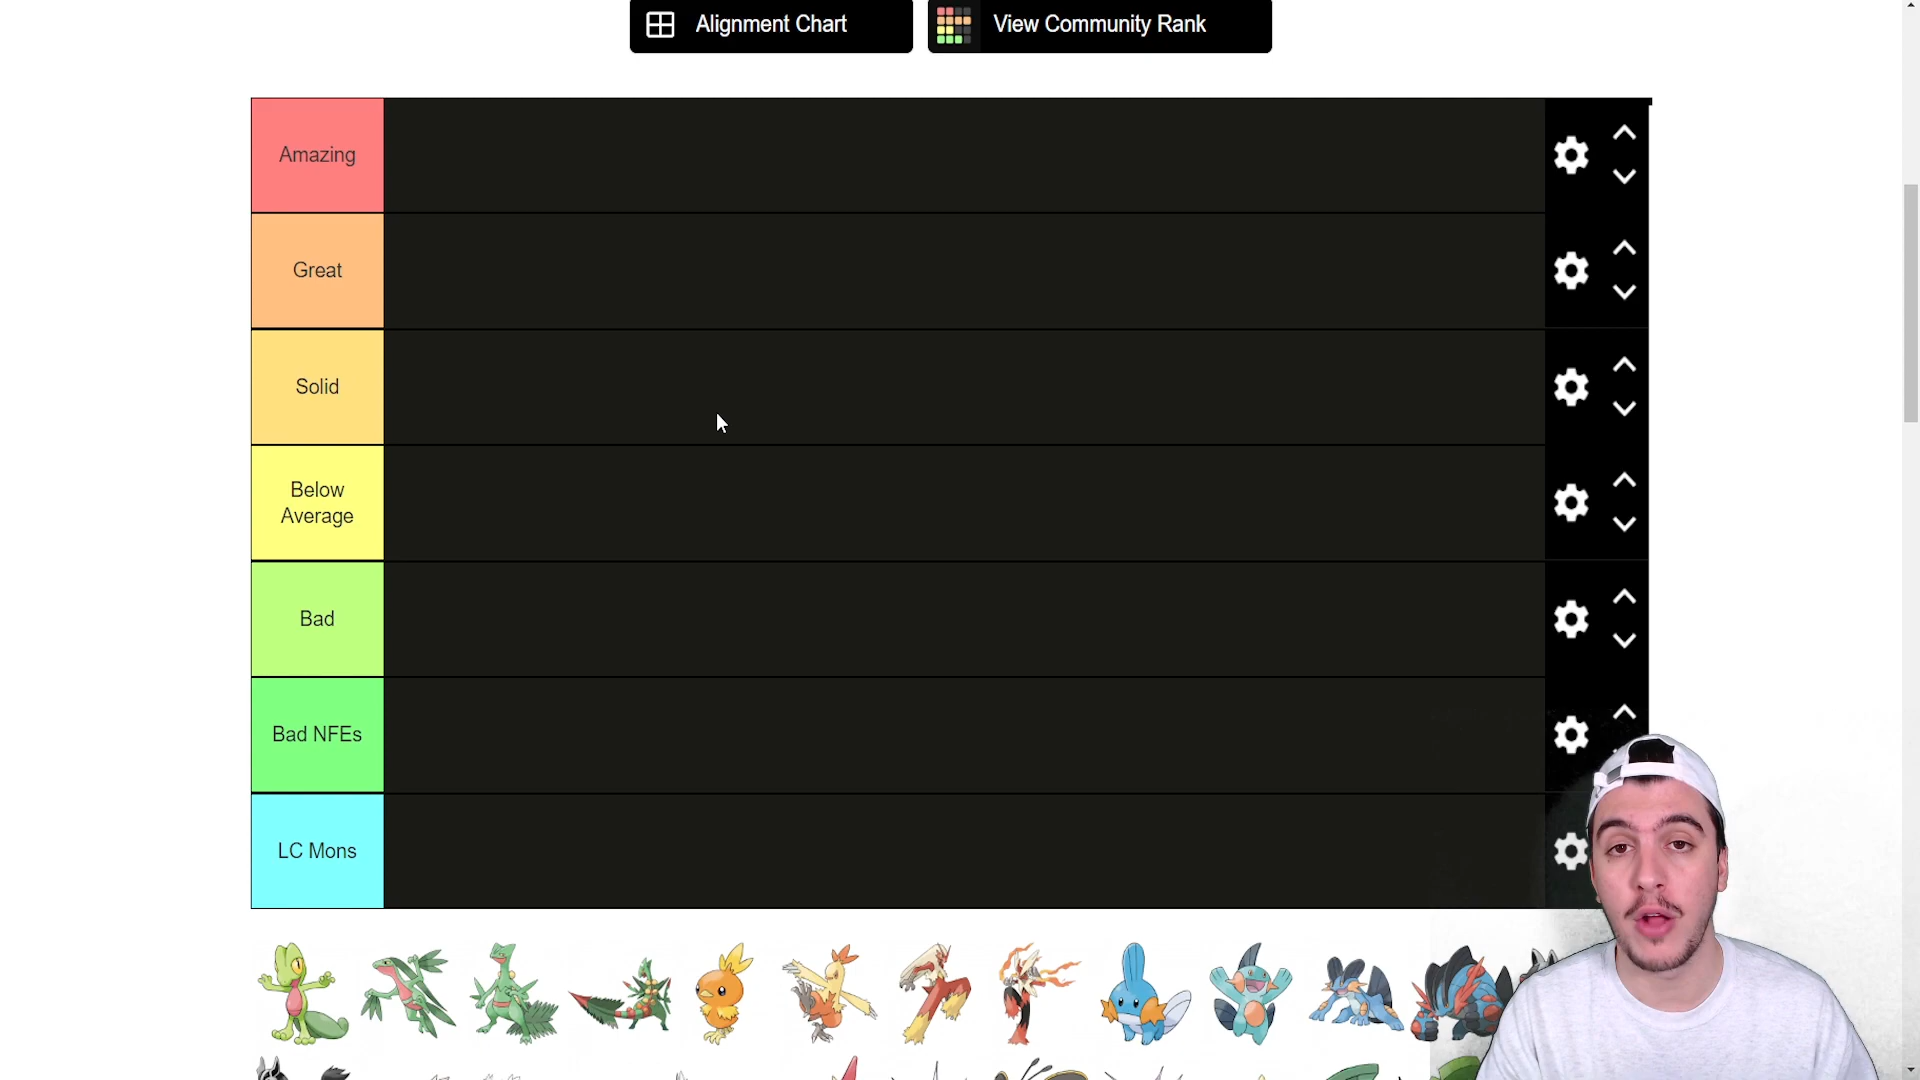 Alignment Chart
View Community Rank
Amazing
Great
Solid
Below
Average
Bad
Bad NFEs
LC Mons